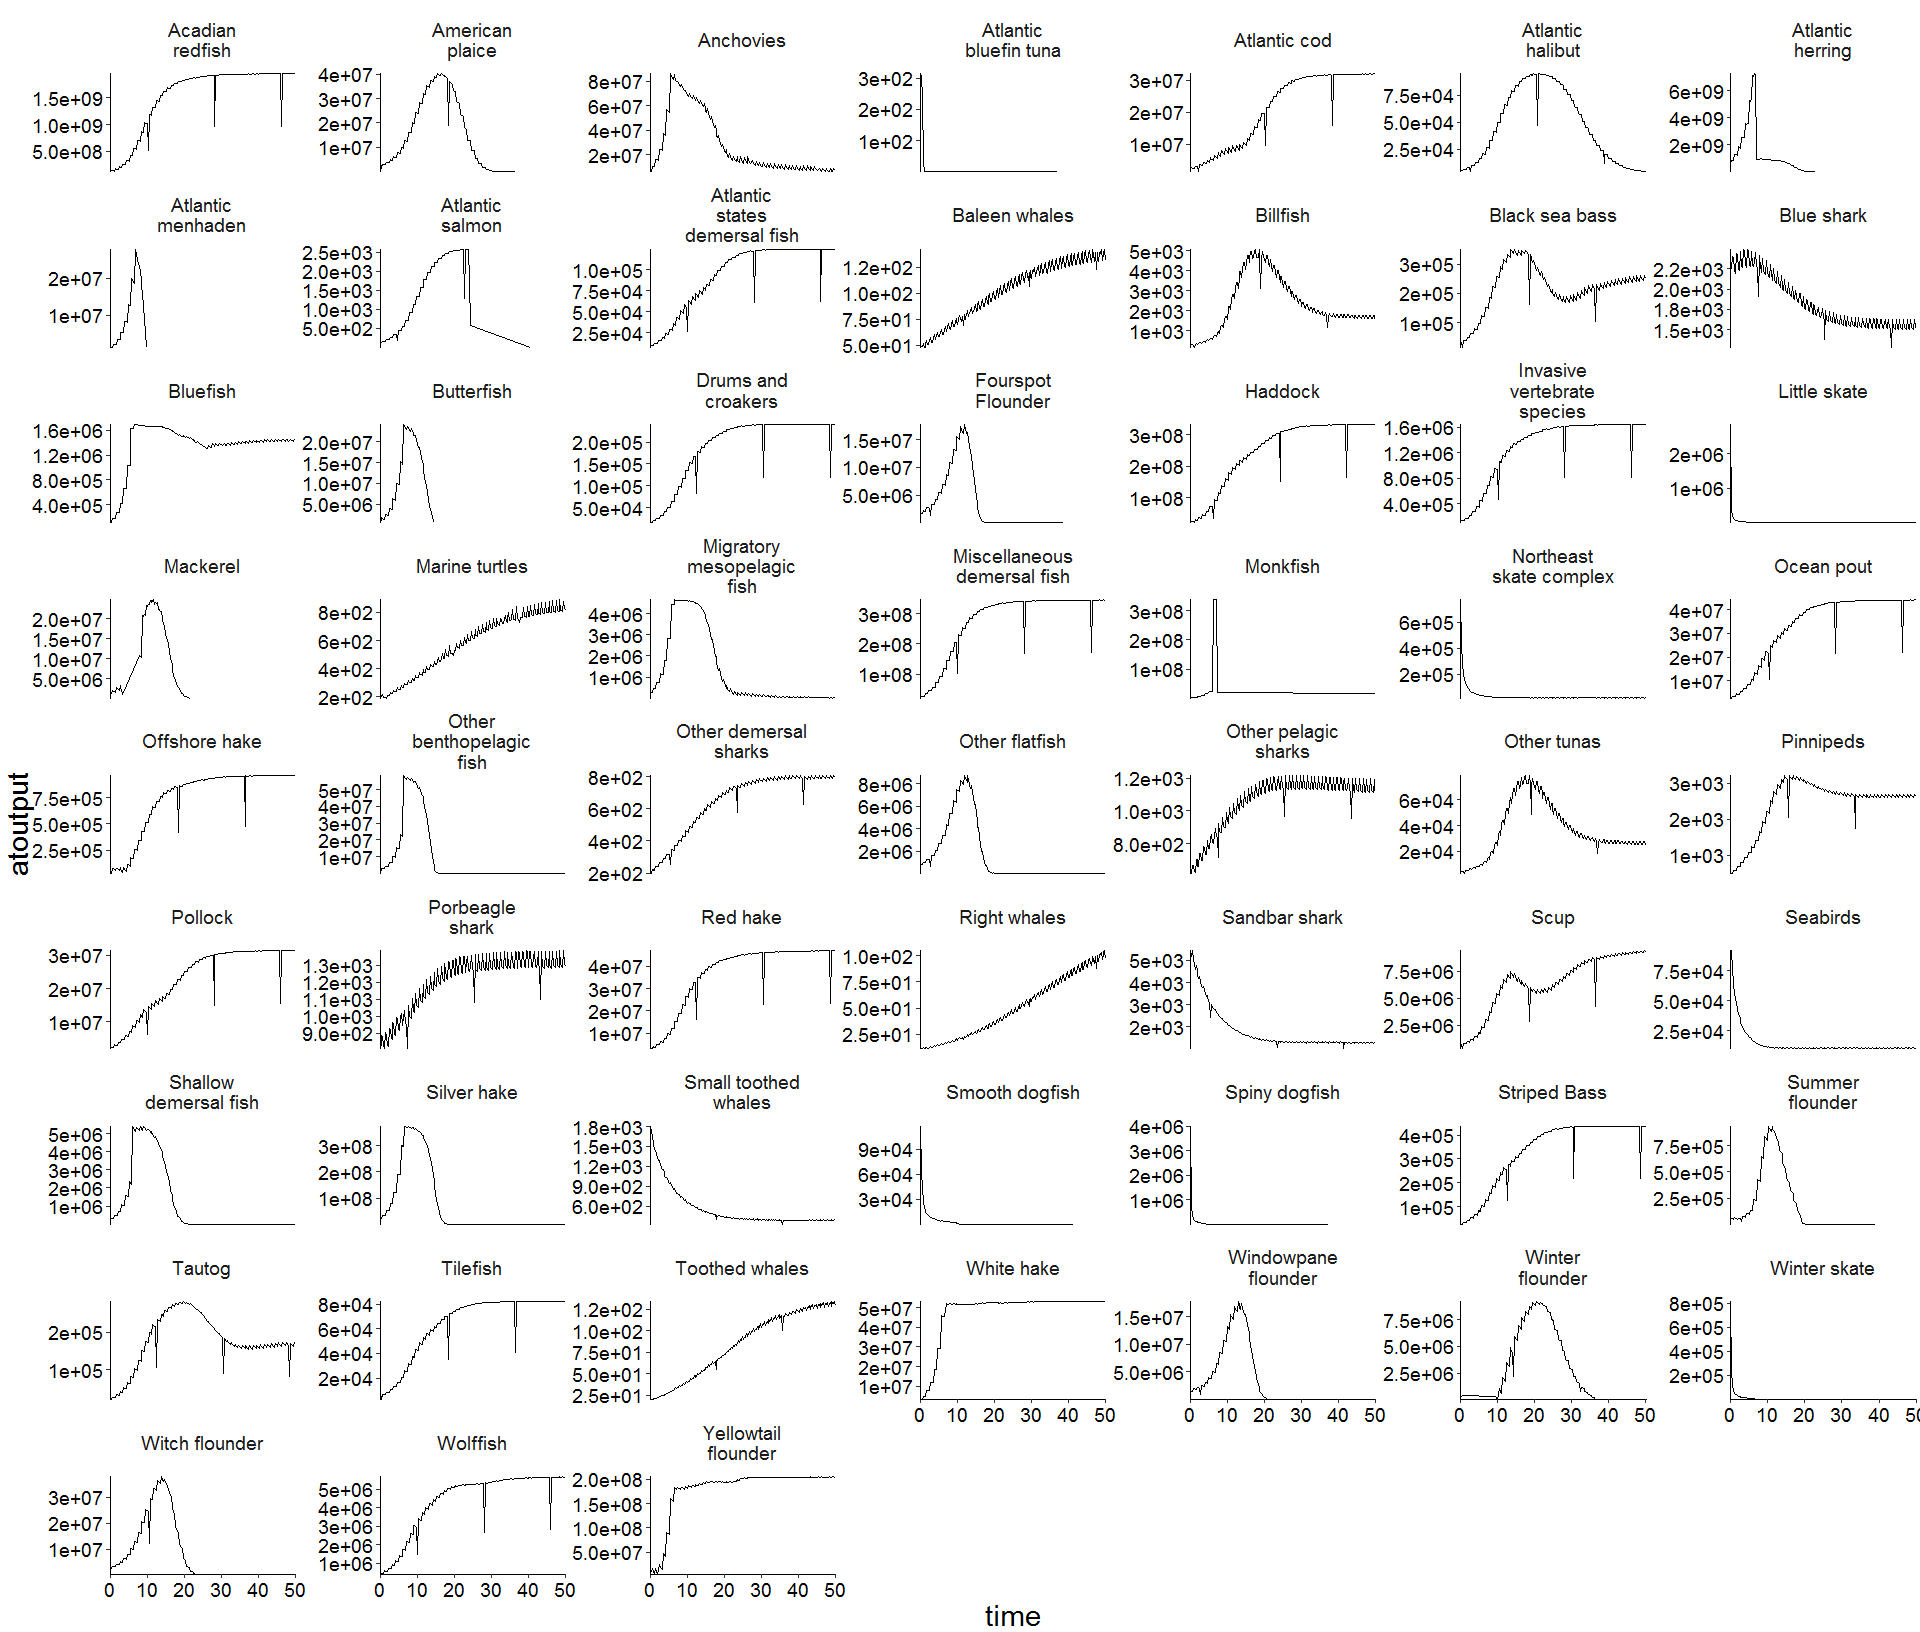 Acadian
redfish
American
plaice
Anchovies
Atlantic
bluefin tuna
Atlantic cod
Atlantic
halibut
Atlantic
herring
1.5e+09
1.0e+09
5.0e+08
4e+07
3e+07
2e+07
1e+07
8e+07
6e+07
4e+07
2e+07
3e+02
2e+02
1e+02
3e+07
2e+07
1e+07
7.5e+04
5.0e+04
2.5e+04
6e+09
4e+09
2e+09
Atlantic
menhaden
Atlantic
salmon
Atlantic
states
demersal fish
Baleen whales
Billfish
Black sea bass
Blue shark
2e+07
1e+07
2.5e+03
2.0e+03
1.5e+03
1.0e+03
5.0e+02
1.0e+05
7.5e+04
5.0e+04
2.5e+04
1.2e+02
1.0e+02
7.5e+01
5.0e+01
5e+03
4e+03
3e+03
2e+03
1e+03
3e+05
2e+05
1e+05
2.2e+03
2.0e+03
1.8e+03
1.5e+03
Bluefish
Butterfish
Drums and
croakers
Fourspot
Flounder
Haddock
Invasive
vertebrate
species
Little skate
1.6e+06
1.2e+06
8.0e+05
4.0e+05
2.0e+07
1.5e+07
1.0e+07
5.0e+06
2.0e+05
1.5e+05
1.0e+05
5.0e+04
1.5e+07
1.0e+07
5.0e+06
3e+08
2e+08
1e+08
1.6e+06
1.2e+06
8.0e+05
4.0e+05
2e+06
1e+06
Mackerel
Marine turtles
Migratory
mesopelagic
fish
Miscellaneous
demersal fish
Monkfish
Northeast
skate complex
Ocean pout
2.0e+07
1.5e+07
1.0e+07
5.0e+06
8e+02
6e+02
4e+02
2e+02
4e+06
3e+06
2e+06
1e+06
3e+08
2e+08
1e+08
3e+08
2e+08
1e+08
6e+05
4e+05
2e+05
4e+07
3e+07
2e+07
1e+07
Offshore hake
Other
benthopelagic
fish
Other demersal
sharks
Other flatfish
Other pelagic
sharks
Other tunas
Pinnipeds
7.5e+05
5.0e+05
2.5e+05
5e+07
4e+07
3e+07
2e+07
1e+07
8e+02
6e+02
4e+02
2e+02
8e+06
6e+06
4e+06
2e+06
1.2e+03
1.0e+03
8.0e+02
6e+04
4e+04
2e+04
3e+03
2e+03
1e+03
atoutput
Pollock
Porbeagle
shark
Red hake
Right whales
Sandbar shark
Scup
Seabirds
3e+07
2e+07
1e+07
1.3e+03
1.2e+03
1.1e+03
1.0e+03
9.0e+02
4e+07
3e+07
2e+07
1e+07
1.0e+02
7.5e+01
5.0e+01
2.5e+01
5e+03
4e+03
3e+03
2e+03
7.5e+06
5.0e+06
2.5e+06
7.5e+04
5.0e+04
2.5e+04
Shallow
demersal fish
Silver hake
Small toothed
whales
Smooth dogfish
Spiny dogfish
Striped Bass
Summer
flounder
5e+06
4e+06
3e+06
2e+06
1e+06
3e+08
2e+08
1e+08
1.8e+03
1.5e+03
1.2e+03
9.0e+02
6.0e+02
9e+04
6e+04
3e+04
4e+06
3e+06
2e+06
1e+06
4e+05
3e+05
2e+05
1e+05
7.5e+05
5.0e+05
2.5e+05
Tautog
Tilefish
Toothed whales
White hake
Windowpane
flounder
Winter
flounder
Winter skate
2e+05
1e+05
8e+04
6e+04
4e+04
2e+04
1.2e+02
1.0e+02
7.5e+01
5.0e+01
2.5e+01
5e+07
4e+07
3e+07
2e+07
1e+07
1.5e+07
1.0e+07
5.0e+06
7.5e+06
5.0e+06
2.5e+06
8e+05
6e+05
4e+05
2e+05
0 10 20 30 40 50
0 10 20 30 40 50
0 10 20 30 40 50
0 10 20 30 40 50
Witch flounder
Wolffish
Yellowtail
flounder
3e+07
2e+07
1e+07
5e+06
4e+06
3e+06
2e+06
1e+06
2.0e+08
1.5e+08
1.0e+08
5.0e+07
0 10 20 30 40 50
0 10 20 30 40 50
0 10 20 30 40 50
time